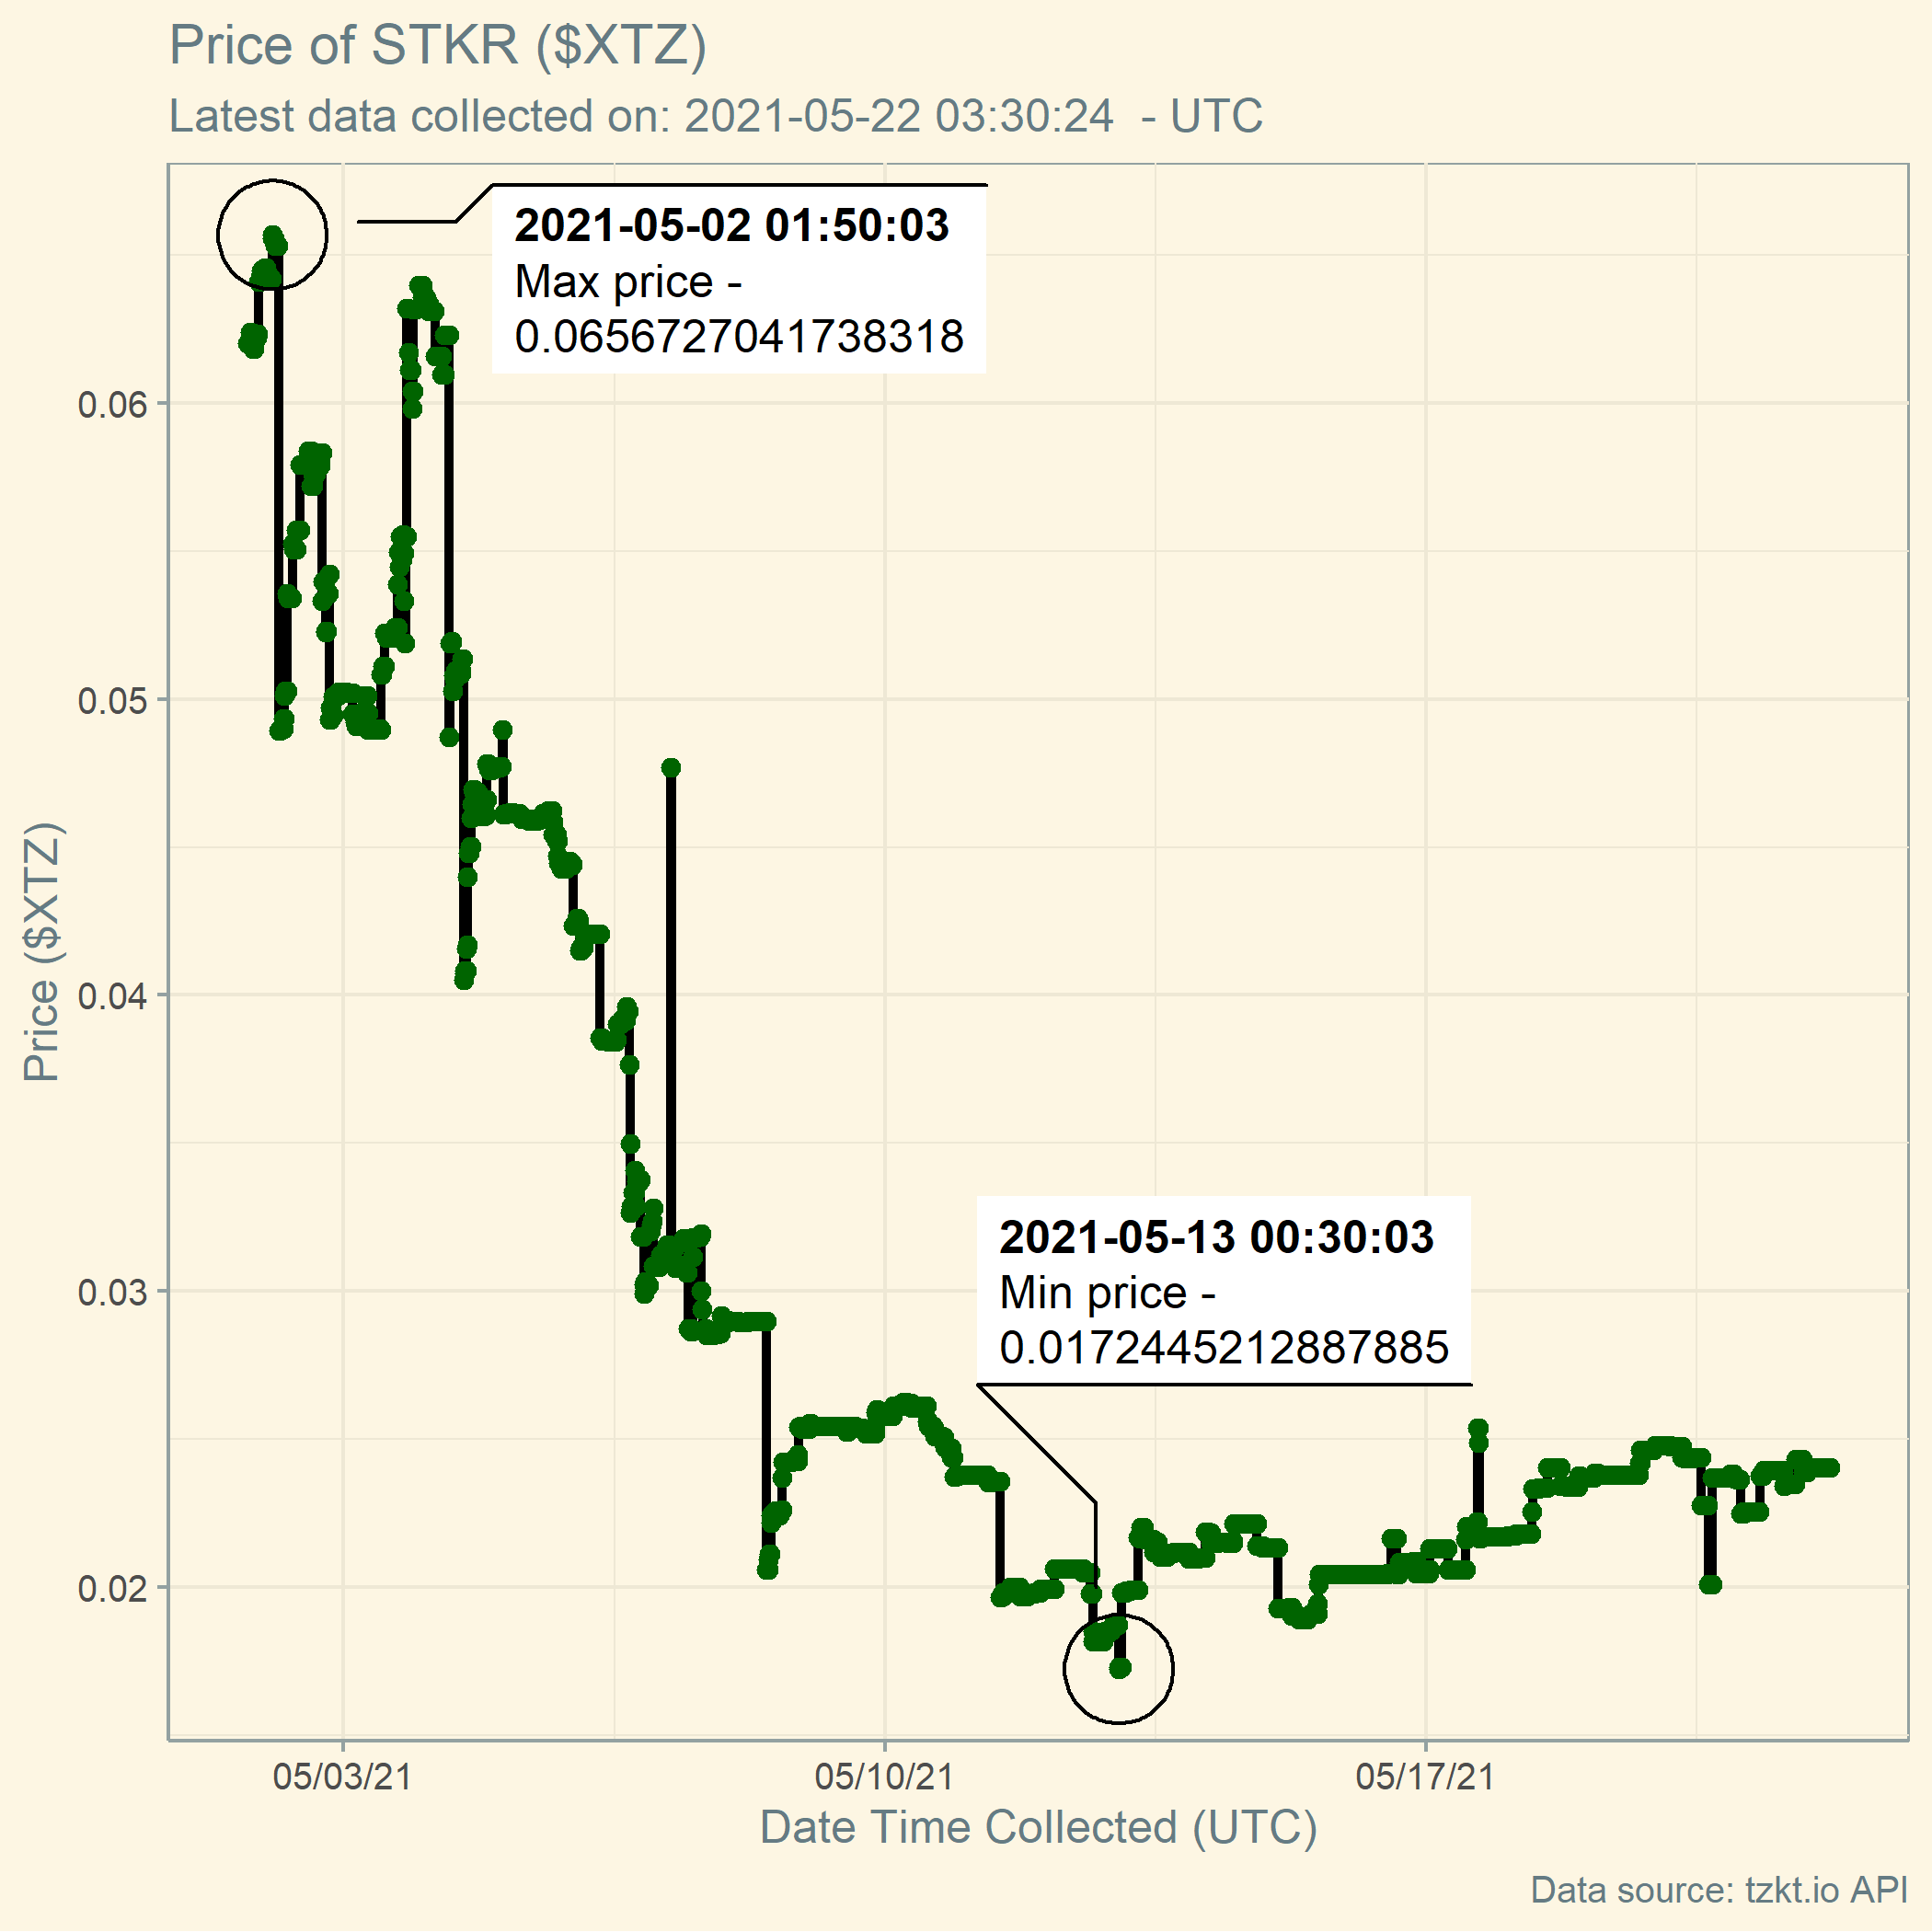 Price of STKR ($XTZ)
Latest data collected on: 2021-05-22 03:30:24  - UTC
2021-05-02 01:50:03
Max price -
0.0656727041738318
0.06
0.05
0.04
0.03
0.02
Price ($XTZ)
2021-05-13 00:30:03
Min price -
0.0172445212887885
05/03/21
05/10/21
05/17/21
Date Time Collected (UTC)
Data source: tzkt.io API